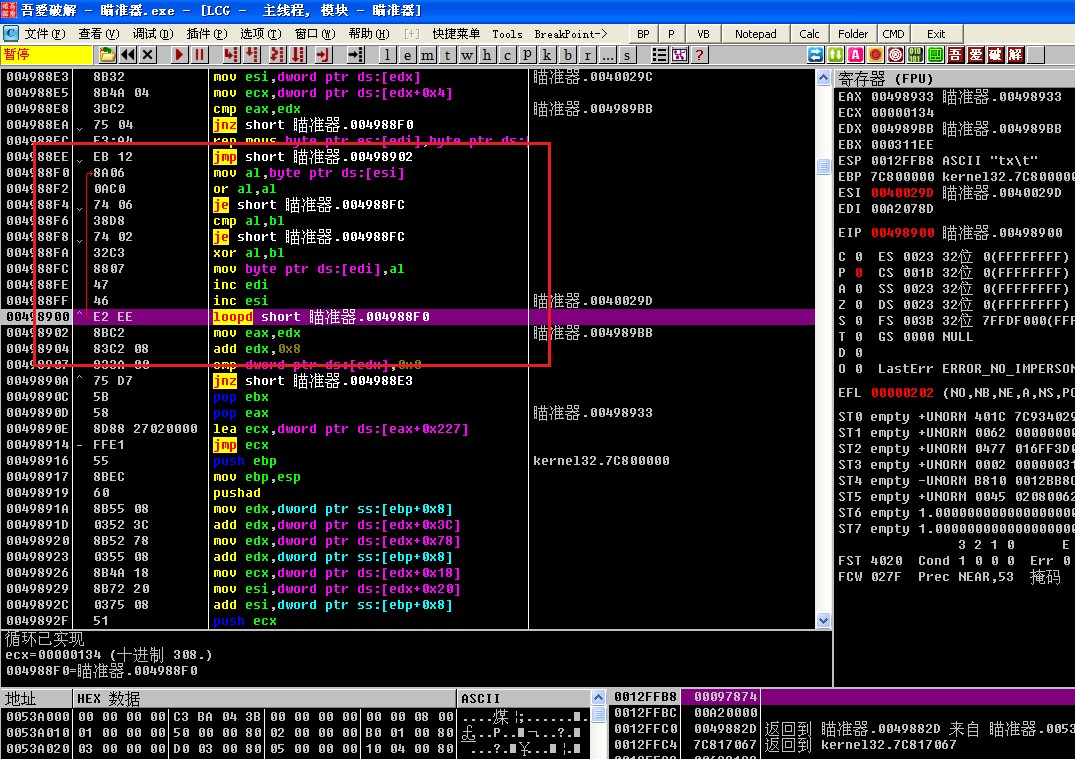 吾爱破解 - 瞄准器.exe - [LCG - 主线程, 模块 - 瞄准器]
C 文件(F) 查看(V) 调试(D) 插件(P) 选项(T) 窗口(W) 帮助(H) [+] 快捷菜单 Tools BreakPoint-> BP P VB Notepad Calc Folder CMD Exit
暂停 l e m t w h c p k b r ... s ? A 吾 爱 破 解
004988E3 8B32 mov esi,dword ptr ds:[edx] 瞄准器.0040029C
004988E5 8B4A 04 mov ecx,dword ptr ds:[edx+0x4]
004988E8 3BC2 cmp eax,edx 瞄准器.004989BB
004988EA 75 04 jnz short 瞄准器.004988F0
F3:A4 rep movs byte ptr es:[edi],byte ptr ds:
004988EE EB 12 jmp short 瞄准器.00498902
004988F0 8A06 mov al,byte ptr ds:[esi]
004988F2 0AC0 or al,al
004988F4 74 06 je short 瞄准器.004988FC
004988F6 38D8 cmp al,bl
004988F8 74 02 je short 瞄准器.004988FC
004988FA 32C3 xor al,bl
004988FC 8807 mov byte ptr ds:[edi],al
004988FE 47 inc edi
004988FF 46 inc esi 瞄准器.0040029D
00498900 ^ E2 EE loopd short 瞄准器.004988F0
00498902 8BC2 mov eax,edx 瞄准器.004989BB
00498904 83C2 08 add edx,0x8
00498907 833A 00 cmp dword ptr ds:[edx],0x0
0049890A ^ 75 D7 jnz short 瞄准器.004988E3
0049890C 5B pop ebx
0049890D 58 pop eax 瞄准器.00498933
0049890E 8D88 27020000 lea ecx,dword ptr ds:[eax+0x227]
00498914 - FFE1 jmp ecx
00498916 55 push ebp kernel32.7C800000
00498917 8BEC mov ebp,esp
00498919 60 pushad
0049891A 8B55 08 mov edx,dword ptr ss:[ebp+0x8]
0049891D 0352 3C add edx,dword ptr ds:[edx+0x3C]
00498920 8B52 78 mov edx,dword ptr ds:[edx+0x78]
00498923 0355 08 add edx,dword ptr ss:[ebp+0x8]
00498926 8B4A 18 mov ecx,dword ptr ds:[edx+0x18]
00498929 8B72 20 mov esi,dword ptr ds:[edx+0x20]
0049892C 0375 08 add esi,dword ptr ss:[ebp+0x8]
0049892F 51 push ecx
循环已实现
ecx=00000134 (十进制 308.)
004988F0=瞄准器.004988F0
寄存器 (FPU)
EAX 00498933 瞄准器.00498933
ECX 00000134
EDX 004989BB 瞄准器.004989BB
EBX 000311EE
ESP 0012FFB8 ASCII "tx\t"
EBP 7C800000 kernel32.7C800000
ESI 0040029D 瞄准器.0040029D
EDI 00A2078D
EIP 00498900 瞄准器.00498900
C 0 ES 0023 32位 0(FFFFFFFF)
P 0 CS 001B 32位 0(FFFFFFFF)
A 0 SS 0023 32位 0(FFFFFFFF)
Z 0 DS 0023 32位 0(FFFFFFFF)
S 0 FS 003B 32位 7FFDF000(FFF
T 0 GS 0000 NULL
D 0
O 0 LastErr ERROR_NO_IMPERSON
EFL 00000202 (NO,NB,NE,A,NS,PO
ST0 empty +UNORM 401C 7C934029
ST1 empty +UNORM 0062 00000000
ST2 empty +UNORM 0477 016FF3D0
ST3 empty +UNORM 0002 00000031
ST4 empty -UNORM B810 0012BB8C
ST5 empty +UNORM 0045 02080062
ST6 empty 1.0000000000000000
ST7 empty 1.0000000000000000
3 2 1 0 E
FST 4020 Cond 1 0 0 0 Err 0
FCW 027F Prec NEAR,53 掩码
地址 HEX 数据 ASCII
0053A000 00 00 00 00 C3 BA 04 3B 00 00 00 00 00 00 08 00
0053A010 01 00 00 00 50 00 00 80 02 00 00 00 B0 01 00 80
0053A020 03 00 00 00 D0 03 00 80 05 00 00 00 10 04 00 80
0012FFB8 00097874
0012FFBC 00A20000
0012FFC0 0049882D 返回到 瞄准器.0049882D 来自 瞄准器.0053
0012FFC4 7C817067 返回到 kernel32.7C817067